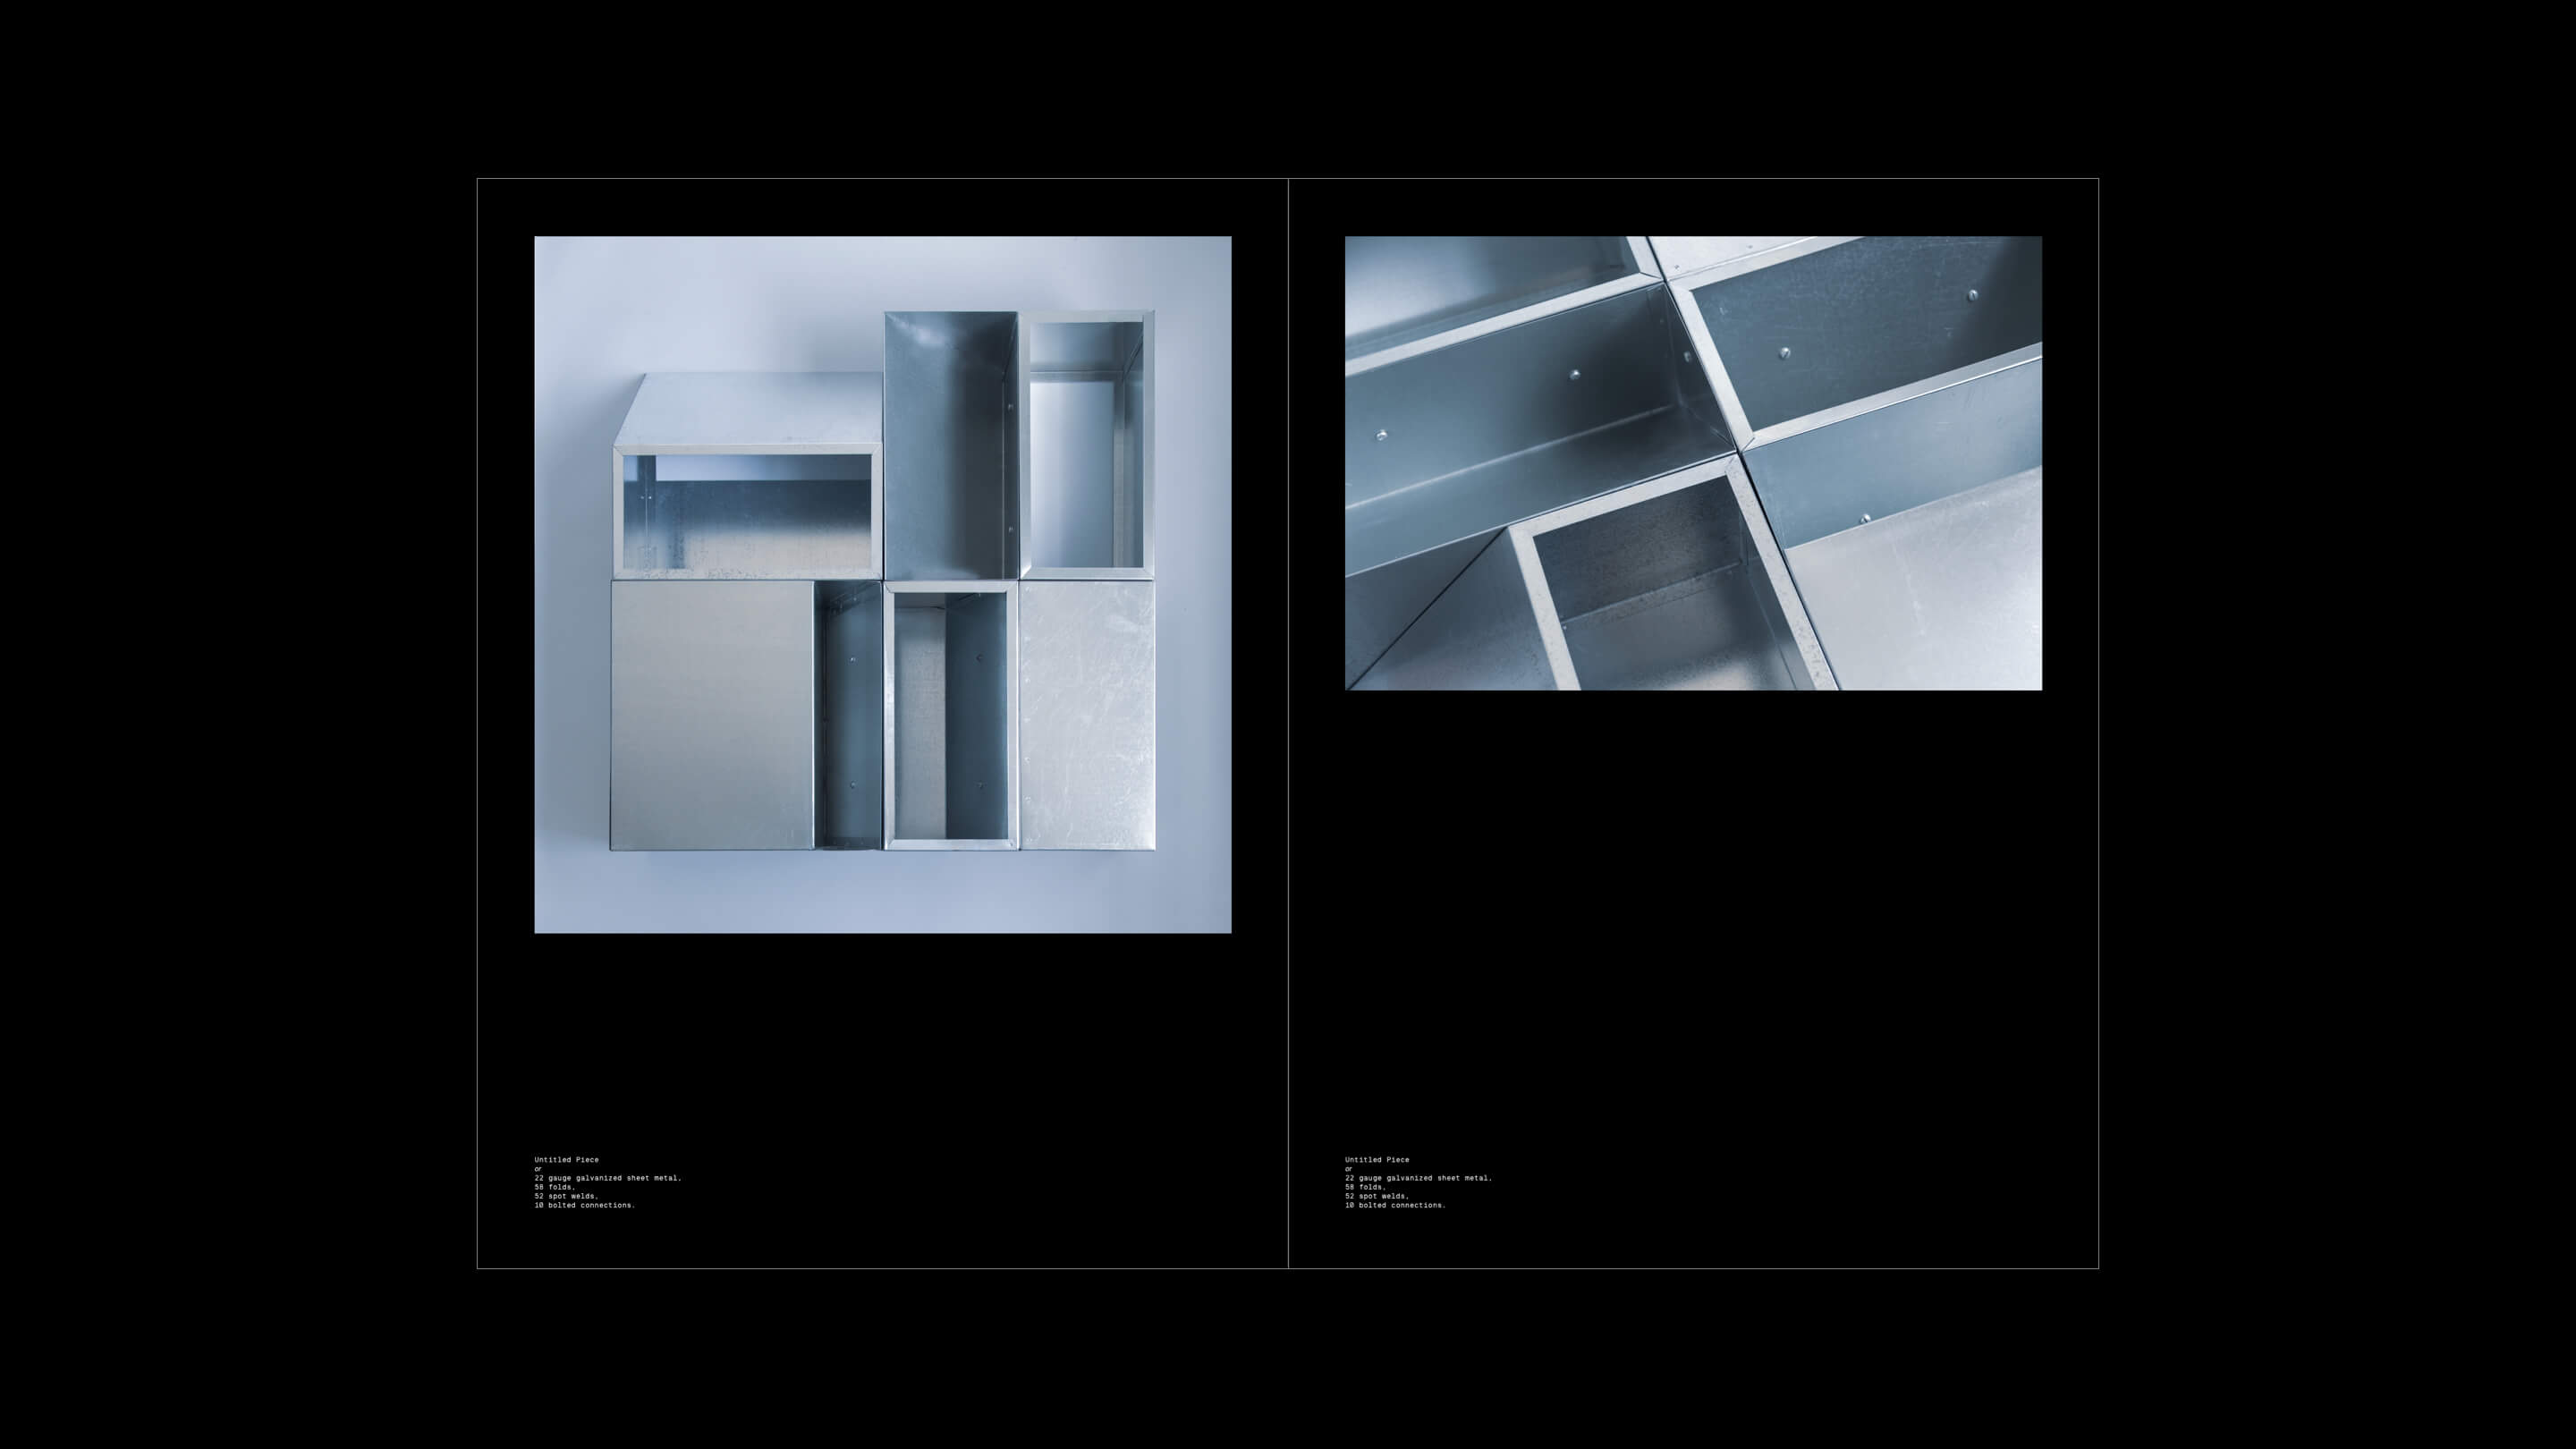 Untitled Piece
or
22 gauge galvanized sheet metal,
58 folds,
52 spot welds,
10 bolted connections.
Untitled Piece
or
22 gauge galvanized sheet metal,
58 folds,
52 spot welds,
10 bolted connections.